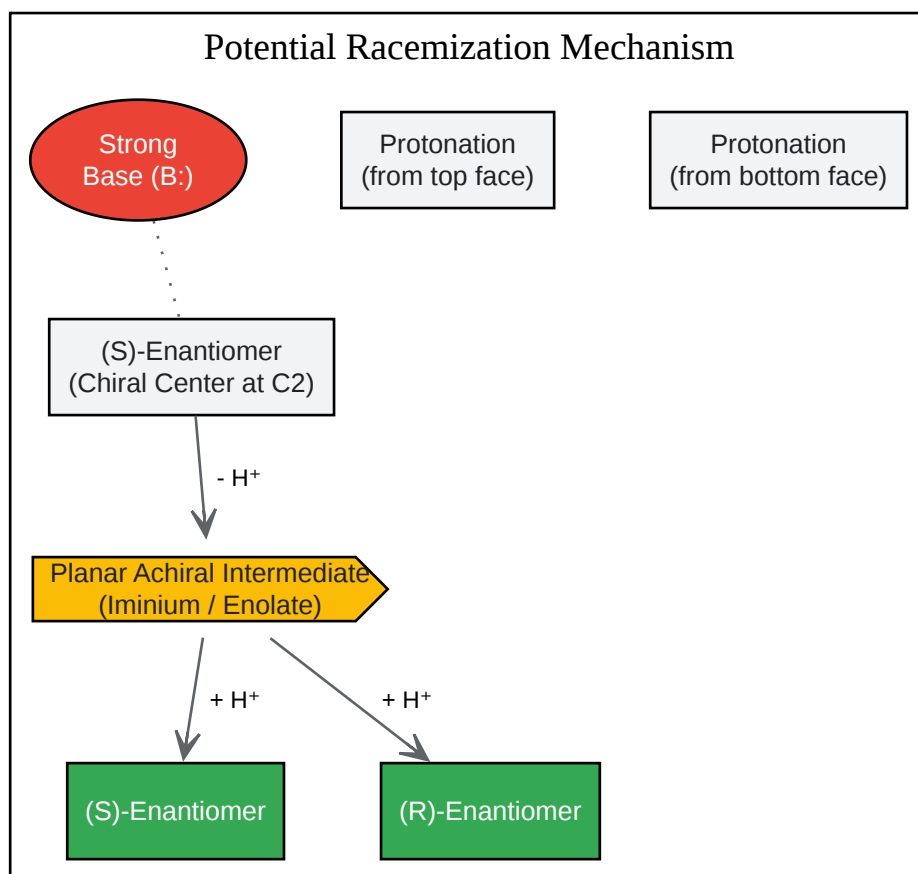 Potential Racemization Mechanism
Strong
Base (B:)
Protonation
(from top face)
Protonation
(from bottom face)
(S)-Enantiomer
(Chiral Center at C2)
- H⁺
Planar Achiral Intermediate
(Iminium / Enolate)
+ H⁺
+ H⁺
(S)-Enantiomer
(R)-Enantiomer